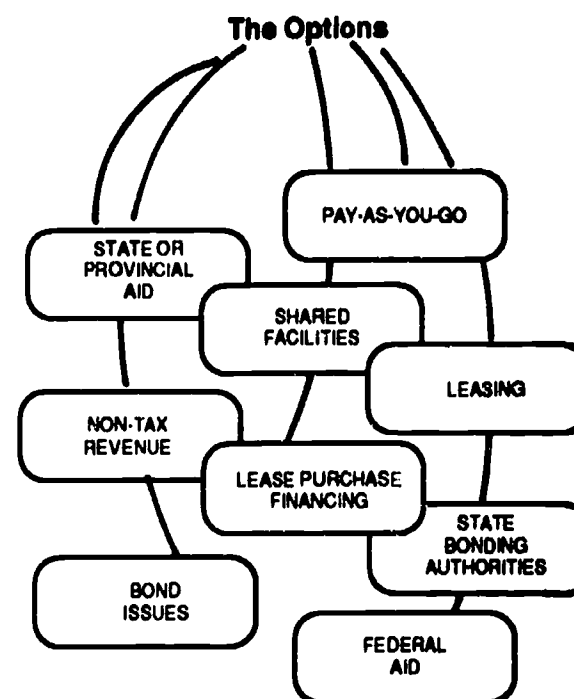 The Options
PAY-AS-YOU-GO
STATE OR
PROVINCIAL
AID
SHARED
FACILITIES
LEASING
NON-TAX
REVENUE
LEASE PURCHASE
FINANCING
STATE
BONDING
AUTHORITIES
BOND
ISSUES
FEDERAL
AID